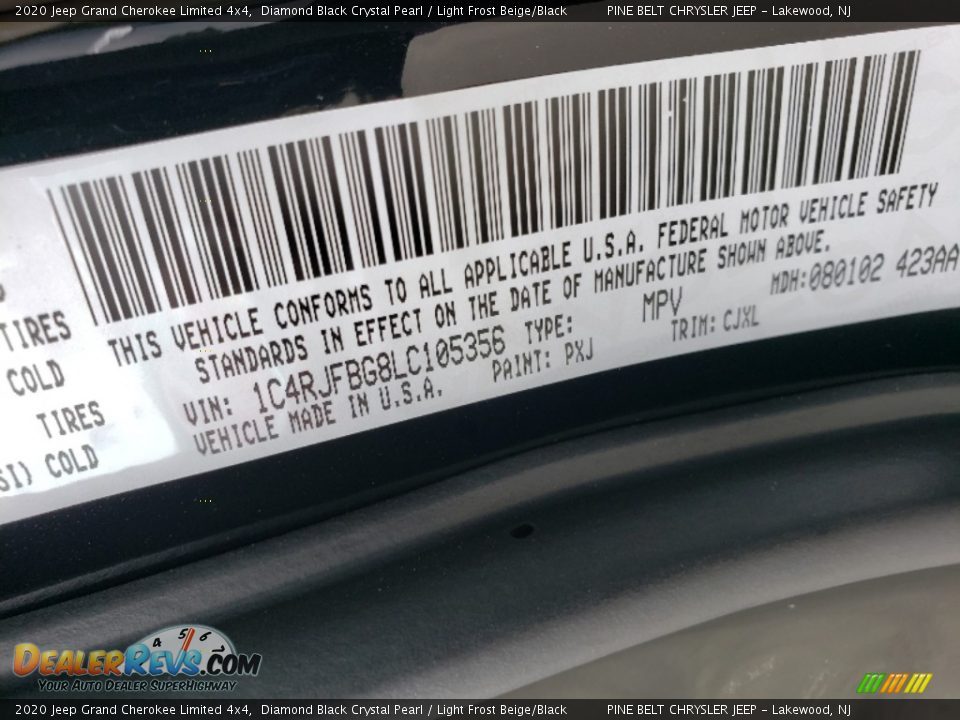 2020 Jeep Grand Cherokee Limited 4x4, Diamond Black Crystal Pearl / Light Frost Beige/Black PINE BELT CHRYSLER JEEP - Lakewood, NJ
THIS VEHICLE CONFORMS TO ALL APPLICABLE U.S.A. FEDERAL MOTOR VEHICLE SAFETY
STANDARDS IN EFFECT ON THE DATE OF MANUFACTURE SHOWN ABOVE.
VIN: 1C4RJFBG8LC105356 TYPE: MPV MDH:080102 423AA
VEHICLE MADE IN U.S.A. PAINT: PXJ TRIM: CJXL
TIRES
COLD
TIRES
SI) COLD
4 5 6
DEALERREVS.COM
YOUR AUTO DEALER SUPERHIGHWAY
2020 Jeep Grand Cherokee Limited 4x4, Diamond Black Crystal Pearl / Light Frost Beige/Black PINE BELT CHRYSLER JEEP - Lakewood, NJ